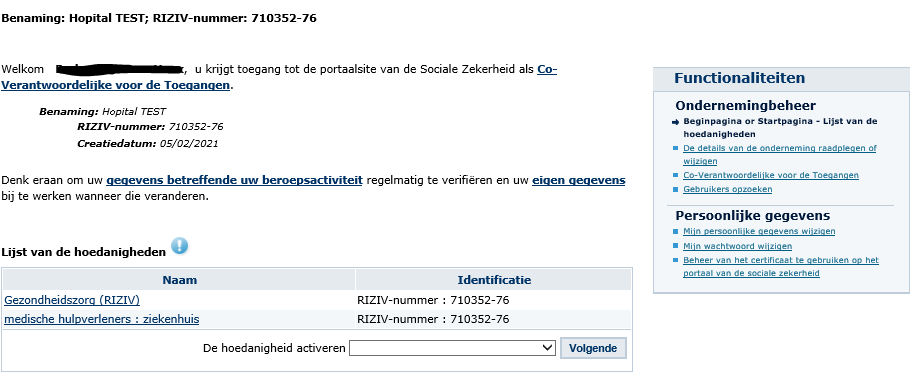 Benaming: Hopital TEST; RIZIV-nummer: 710352-76
Welkom , u krijgt toegang tot de portaalsite van de Sociale Zekerheid als Co-
Verantwoordelijke voor de Toegangen.
Benaming: Hopital TEST
RIZIV-nummer: 710352-76
Creatiedatum: 05/02/2021
Denk eraan om uw gegevens betreffende uw beroepsactiviteit regelmatig te verifiëren en uw eigen gegevens
bij te werken wanneer die veranderen.
Lijst van de hoedanigheden
Naam Identificatie
Gezondheidszorg (RIZIV) RIZIV-nummer : 710352-76
medische hulpverleners : ziekenhuis RIZIV-nummer : 710352-76
De hoedanigheid activeren Volgende
Functionaliteiten
Ondernemingbeheer
Beginpagina or Startpagina - Lijst van de
hoedanigheden
De details van de onderneming raadplegen of
wijzigen
Co-Verantwoordelijke voor de Toegangen
Gebruikers opzoeken
Persoonlijke gegevens
Mijn persoonlijke gegevens wijzigen
Mijn wachtwoord wijzigen
Beheer van het certificaat te gebruiken op het
portaal van de sociale zekerheid